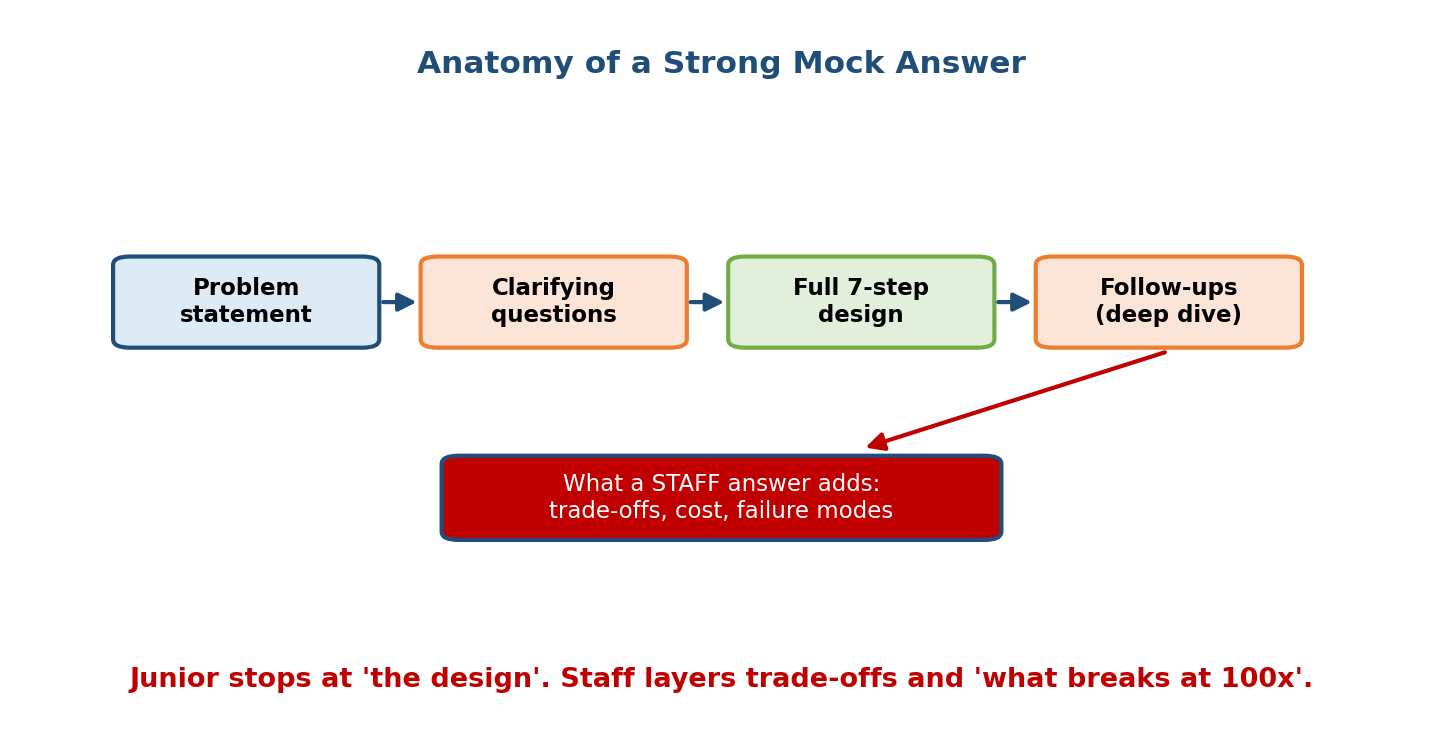 Anatomy of a Strong Mock Answer
Problem
statement
Clarifying
questions
Full 7-step
design
Follow-ups
(deep dive)
What a STAFF answer adds:
trade-offs, cost, failure modes
Junior stops at 'the design'. Staff layers trade-offs and 'what breaks at 100x'.